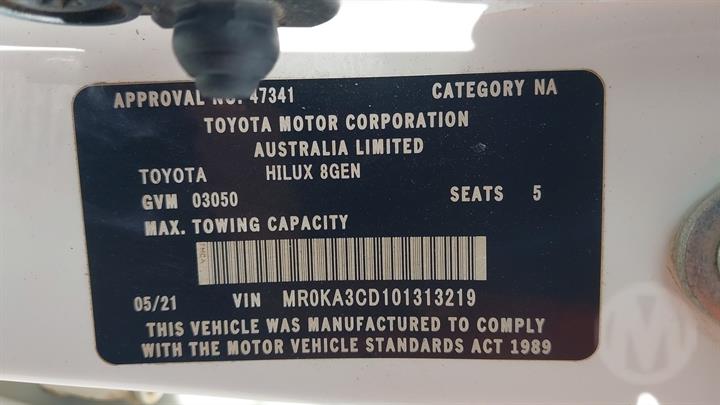 APPROVAL NO. 47341 CATEGORY NA
TOYOTA MOTOR CORPORATION
AUSTRALIA LIMITED
TOYOTA HILUX 8GEN
GVM 03050 SEATS 5
MAX. TOWING CAPACITY
TMCA
05/21 VIN MR0KA3CD101313219
THIS VEHICLE WAS MANUFACTURED TO COMPLY
WITH THE MOTOR VEHICLE STANDARDS ACT 1989
M